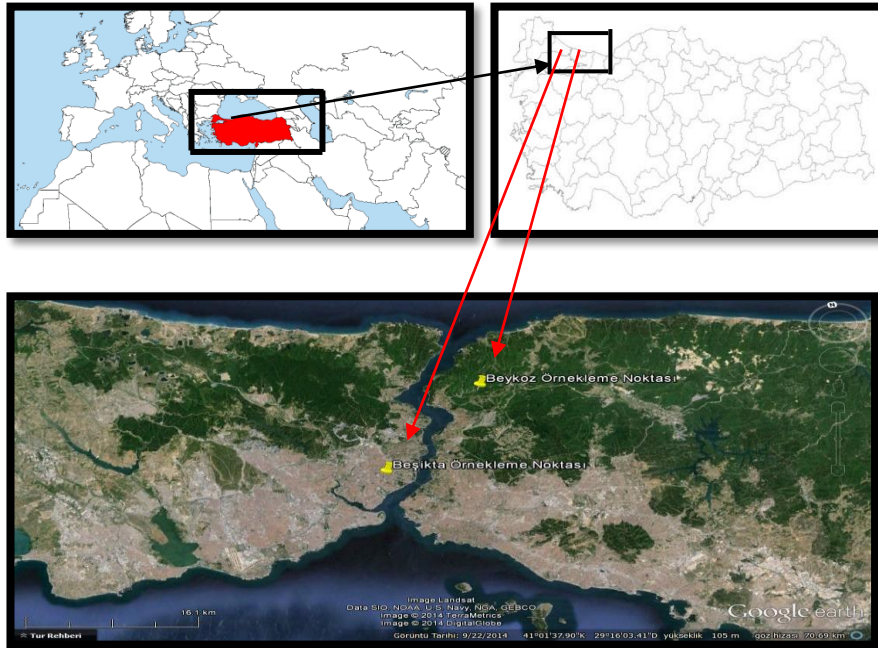 N
Beykoz Örnekleme Noktası
Beşikta Örnekleme Noktası
16.1 km
Image Landsat
Data SIO, NOAA, U.S. Navy, NGA, GEBCO
Image © 2014 TerraMetrics
Image © 2014 DigitalGlobe
Google earth
Tur Rehberi
Görüntü Tarihi: 9/22/2014 41°01'37.90"K 29°16'03.41"D yükseklik 105 m göz hizası 70.69 km